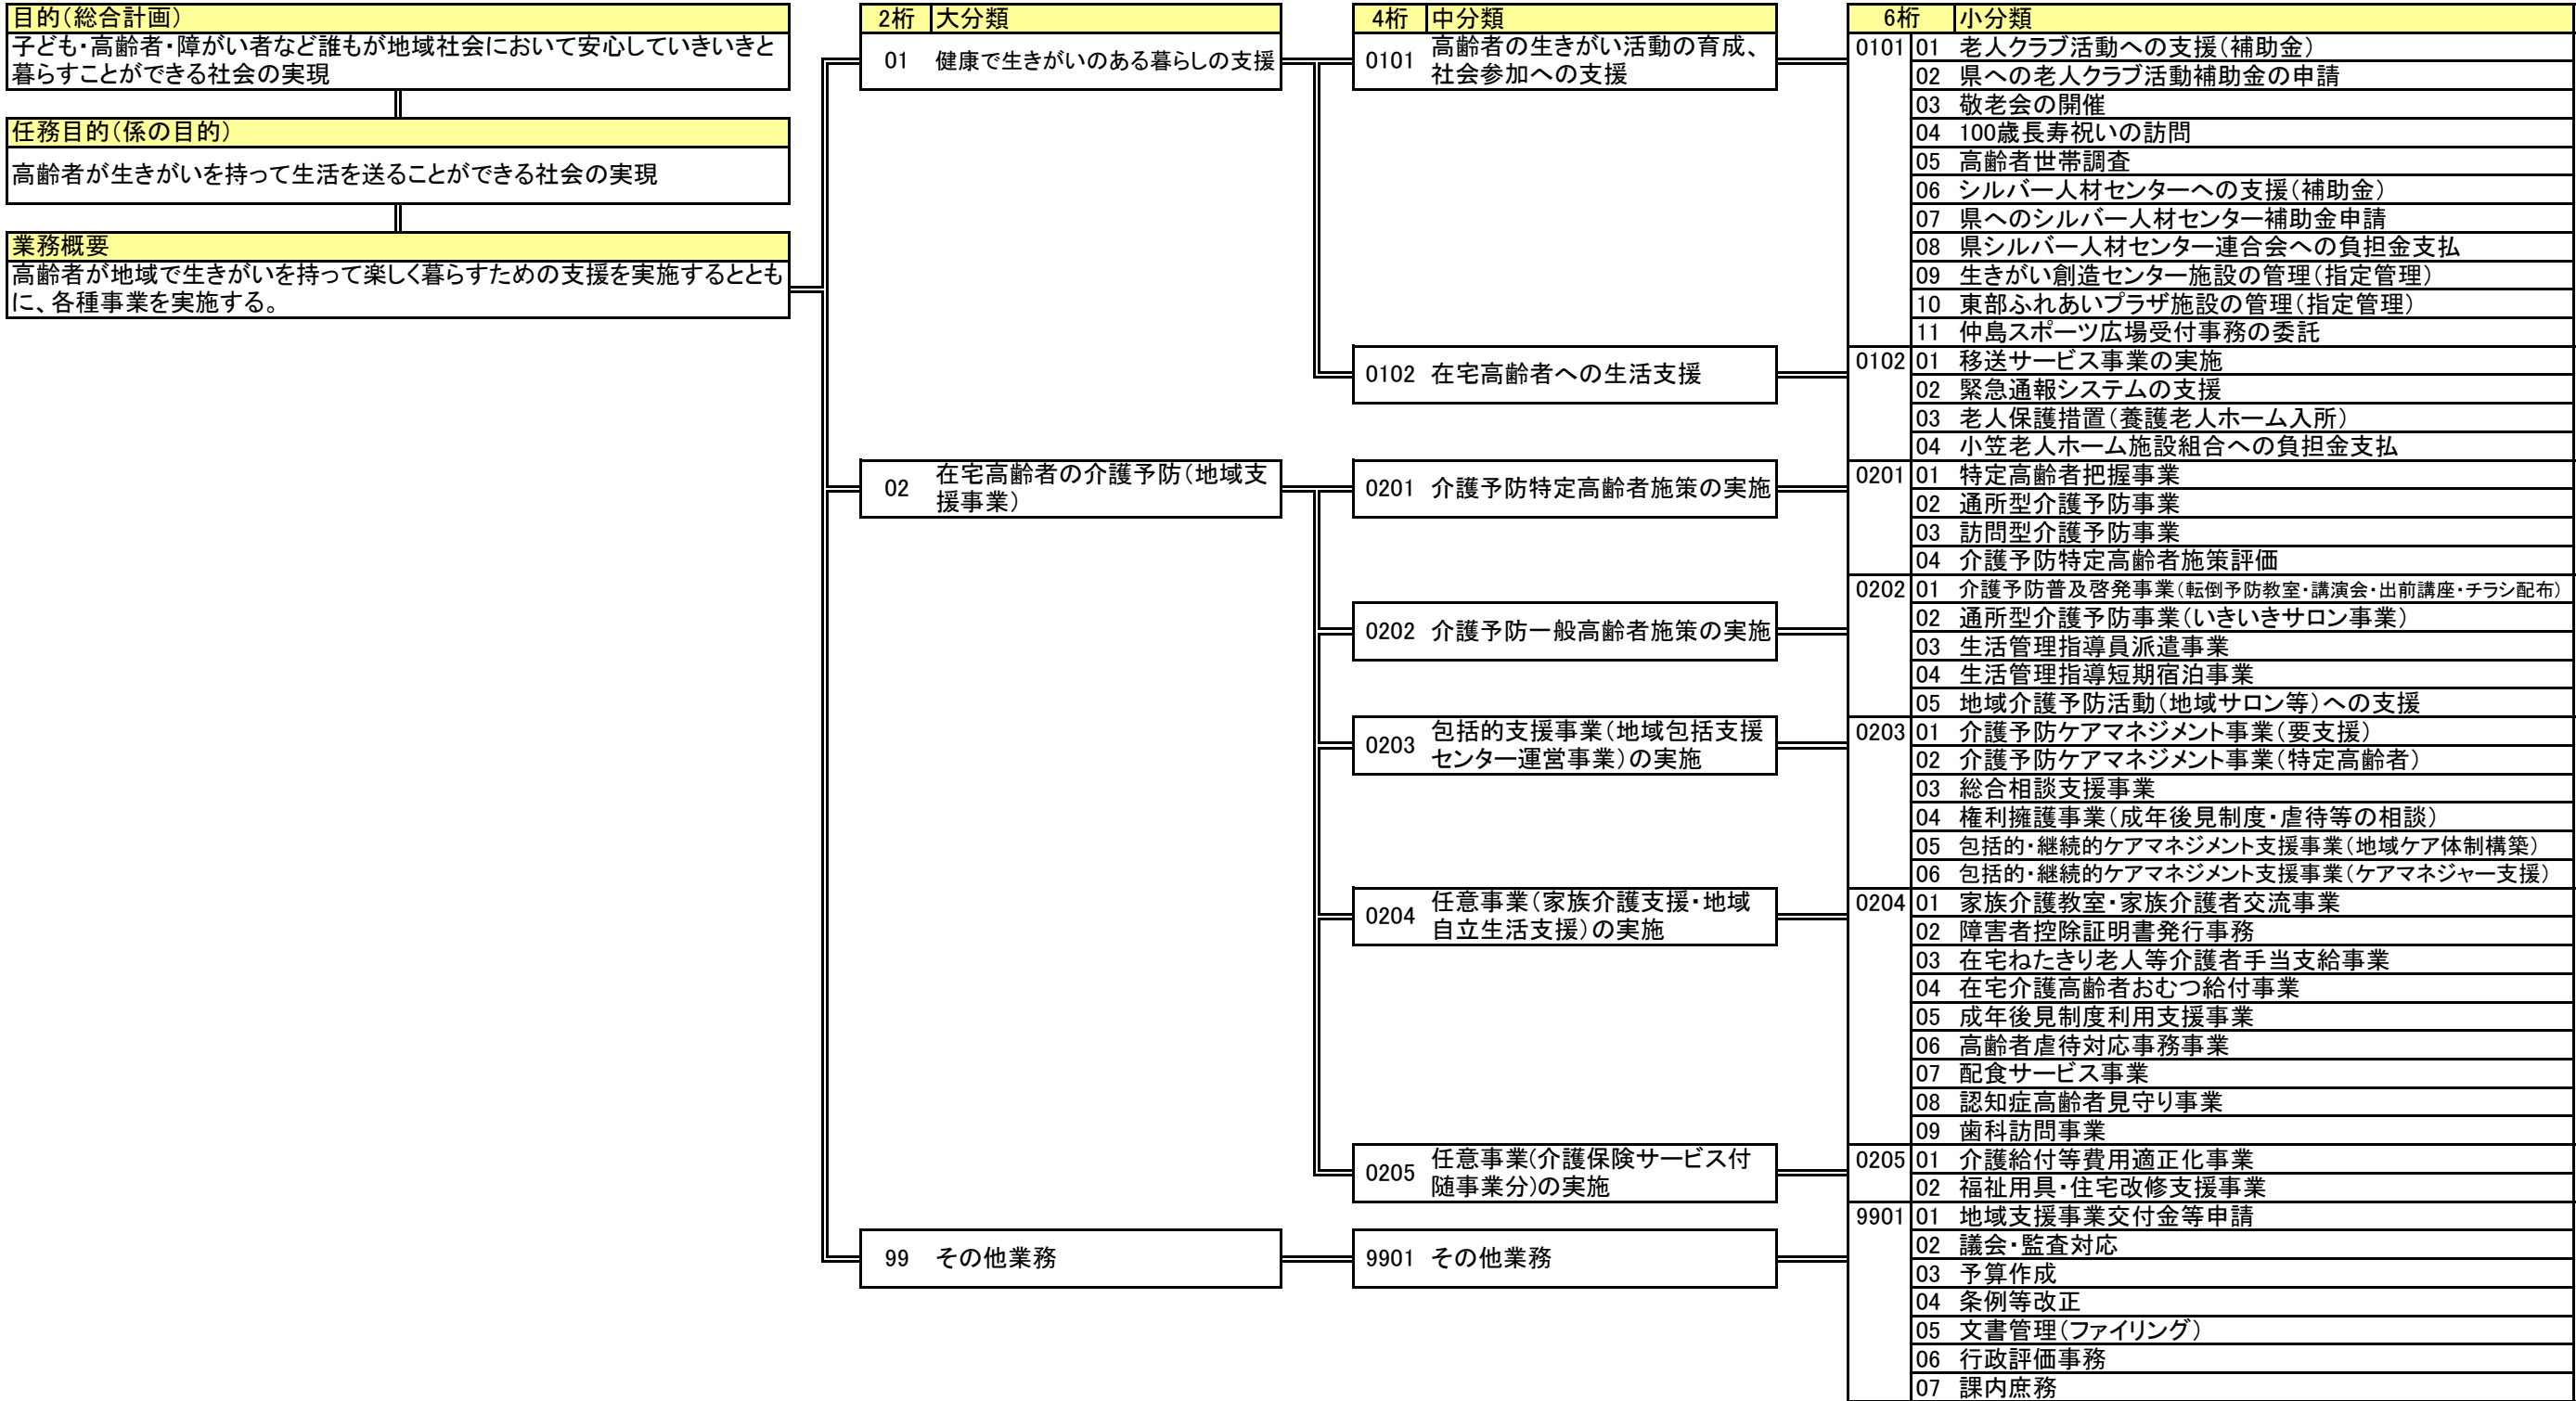 目的(総合計画)
子ども・高齢者・障がい者など誰もが地域社会において安心していきいきと
暮らすことができる社会の実現
任務目的(係の目的)
高齢者が生きがいを持って生活を送ることができる社会の実現
業務概要
高齢者が地域で生きがいを持って楽しく暮らすための支援を実施するととも
に、各種事業を実施する。
2桁 大分類
01 健康で生きがいのある暮らしの支援
02 在宅高齢者の介護予防(地域支
援事業)
99 その他業務
4桁 中分類
0101 高齢者の生きがい活動の育成、
社会参加への支援
0102 在宅高齢者への生活支援
0201 介護予防特定高齢者施策の実施
0202 介護予防一般高齢者施策の実施
0203 包括的支援事業(地域包括支援
センター運営事業)の実施
0204 任意事業(家族介護支援・地域
自立生活支援)の実施
0205 任意事業(介護保険サービス付
随事業分)の実施
9901 その他業務
6桁 小分類
0101 01 老人クラブ活動への支援(補助金)
02 県への老人クラブ活動補助金の申請
03 敬老会の開催
04 100歳長寿祝いの訪問
05 高齢者世帯調査
06 シルバー人材センターへの支援(補助金)
07 県へのシルバー人材センター補助金申請
08 県シルバー人材センター連合会への負担金支払
09 生きがい創造センター施設の管理(指定管理)
10 東部ふれあいプラザ施設の管理(指定管理)
11 仲島スポーツ広場受付事務の委託
0102 01 移送サービス事業の実施
02 緊急通報システムの支援
03 老人保護措置(養護老人ホーム入所)
04 小笠老人ホーム施設組合への負担金支払
0201 01 特定高齢者把握事業
02 通所型介護予防事業
03 訪問型介護予防事業
04 介護予防特定高齢者施策評価
0202 01 介護予防普及啓発事業(転倒予防教室・講演会・出前講座・チラシ配布)
02 通所型介護予防事業(いきいきサロン事業)
03 生活管理指導員派遣事業
04 生活管理指導短期宿泊事業
05 地域介護予防活動(地域サロン等)への支援
0203 01 介護予防ケアマネジメント事業(要支援)
02 介護予防ケアマネジメント事業(特定高齢者)
03 総合相談支援事業
04 権利擁護事業(成年後見制度・虐待等の相談)
05 包括的・継続的ケアマネジメント支援事業(地域ケア体制構築)
06 包括的・継続的ケアマネジメント支援事業(ケアマネジャー支援)
0204 01 家族介護教室・家族介護者交流事業
02 障害者控除証明書発行事務
03 在宅ねたきり老人等介護者手当支給事業
04 在宅介護高齢者おむつ給付事業
05 成年後見制度利用支援事業
06 高齢者虐待対応事務事業
07 配食サービス事業
08 認知症高齢者見守り事業
09 歯科訪問事業
0205 01 介護給付等費用適正化事業
02 福祉用具・住宅改修支援事業
9901 01 地域支援事業交付金等申請
02 議会・監査対応
03 予算作成
04 条例等改正
05 文書管理(ファイリング)
06 行政評価事務
07 課内庶務